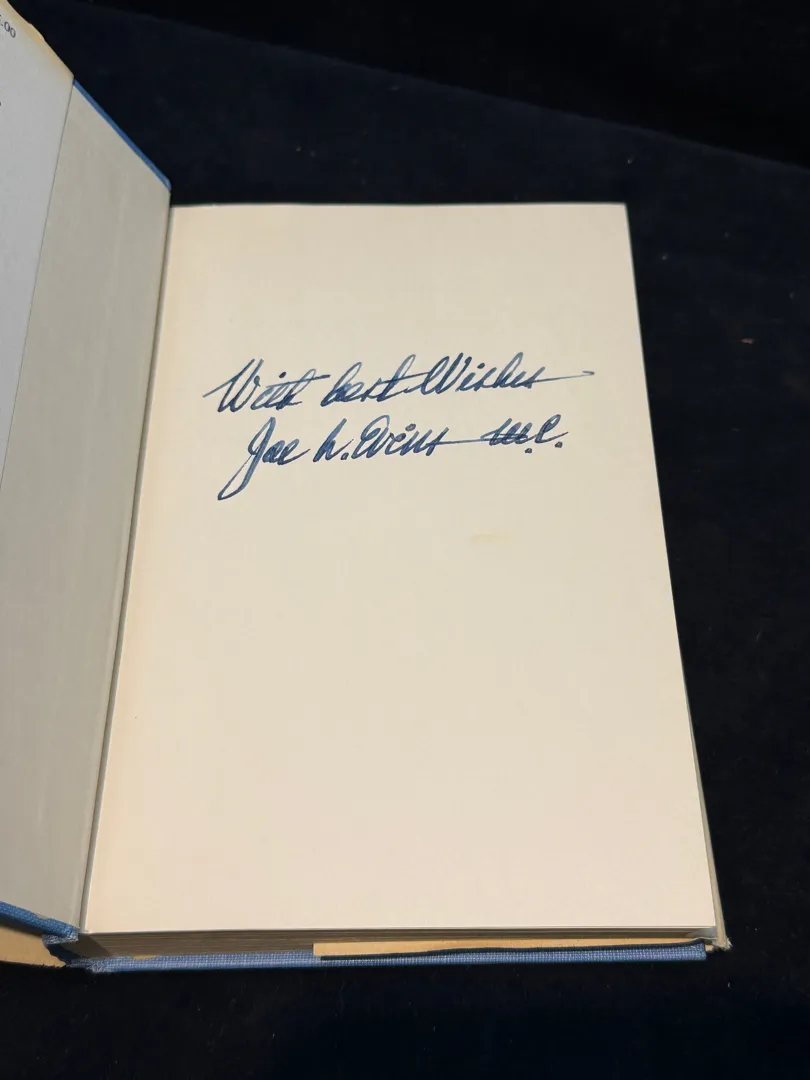 With best Wishes
Joe L. Evins M.C.